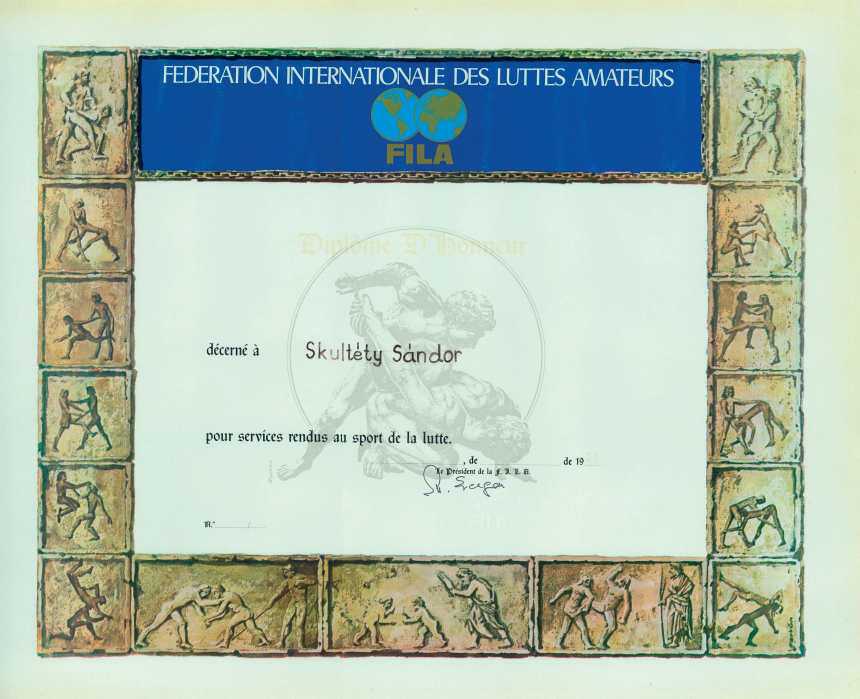 FEDERATION INTERNATIONALE DES LUTTES AMATEURS
FILA
Diplôme D'Honneur
décerné à Skultéty Sándor
pour services rendus au sport de la lutte.
, de de 19
Le Président de la F. I. L. A.
N.°